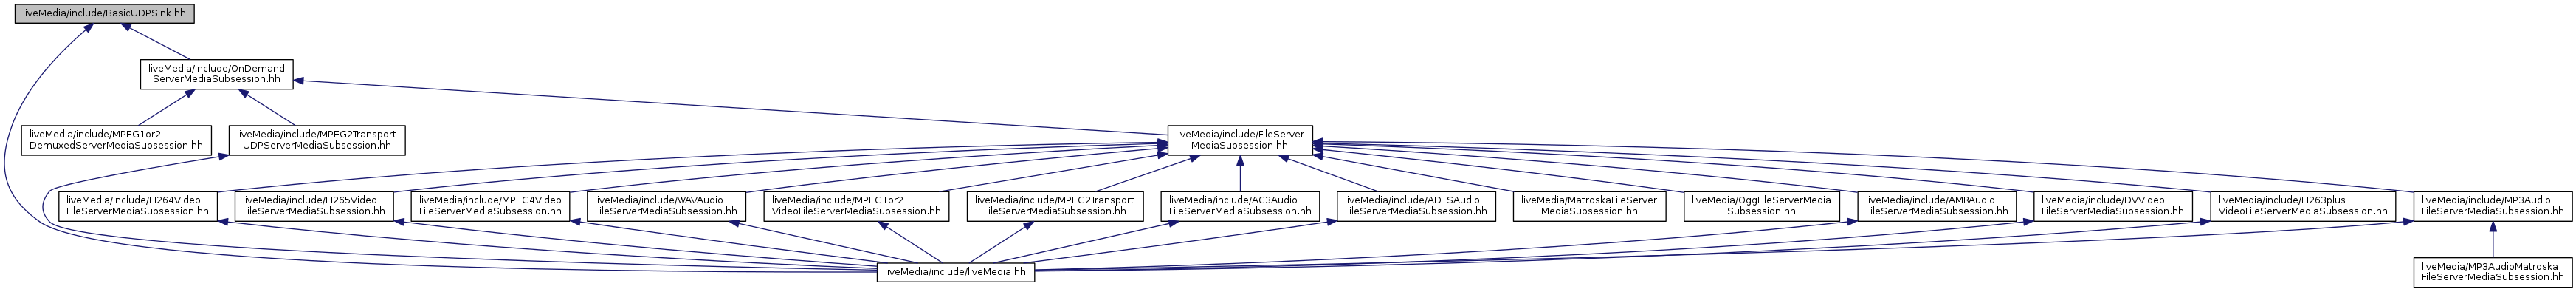 liveMedia/include/BasicUDPSink.hh
liveMedia/include/OnDemand
ServerMediaSubsession.hh
liveMedia/include/MPEG1or2
DemuxedServerMediaSubsession.hh
liveMedia/include/MPEG2Transport
UDPServerMediaSubsession.hh
liveMedia/include/FileServer
MediaSubsession.hh
liveMedia/include/H264Video
FileServerMediaSubsession.hh
liveMedia/include/H265Video
FileServerMediaSubsession.hh
liveMedia/include/MPEG4Video
FileServerMediaSubsession.hh
liveMedia/include/WAVAudio
FileServerMediaSubsession.hh
liveMedia/include/MPEG1or2
VideoFileServerMediaSubsession.hh
liveMedia/include/MPEG2Transport
FileServerMediaSubsession.hh
liveMedia/include/AC3Audio
FileServerMediaSubsession.hh
liveMedia/include/ADTSAudio
FileServerMediaSubsession.hh
liveMedia/MatroskaFileServer
MediaSubsession.hh
liveMedia/OggFileServerMedia
Subsession.hh
liveMedia/include/AMRAudio
FileServerMediaSubsession.hh
liveMedia/include/DVVideo
FileServerMediaSubsession.hh
liveMedia/include/H263plus
VideoFileServerMediaSubsession.hh
liveMedia/include/MP3Audio
FileServerMediaSubsession.hh
liveMedia/include/liveMedia.hh
liveMedia/MP3AudioMatroska
FileServerMediaSubsession.hh